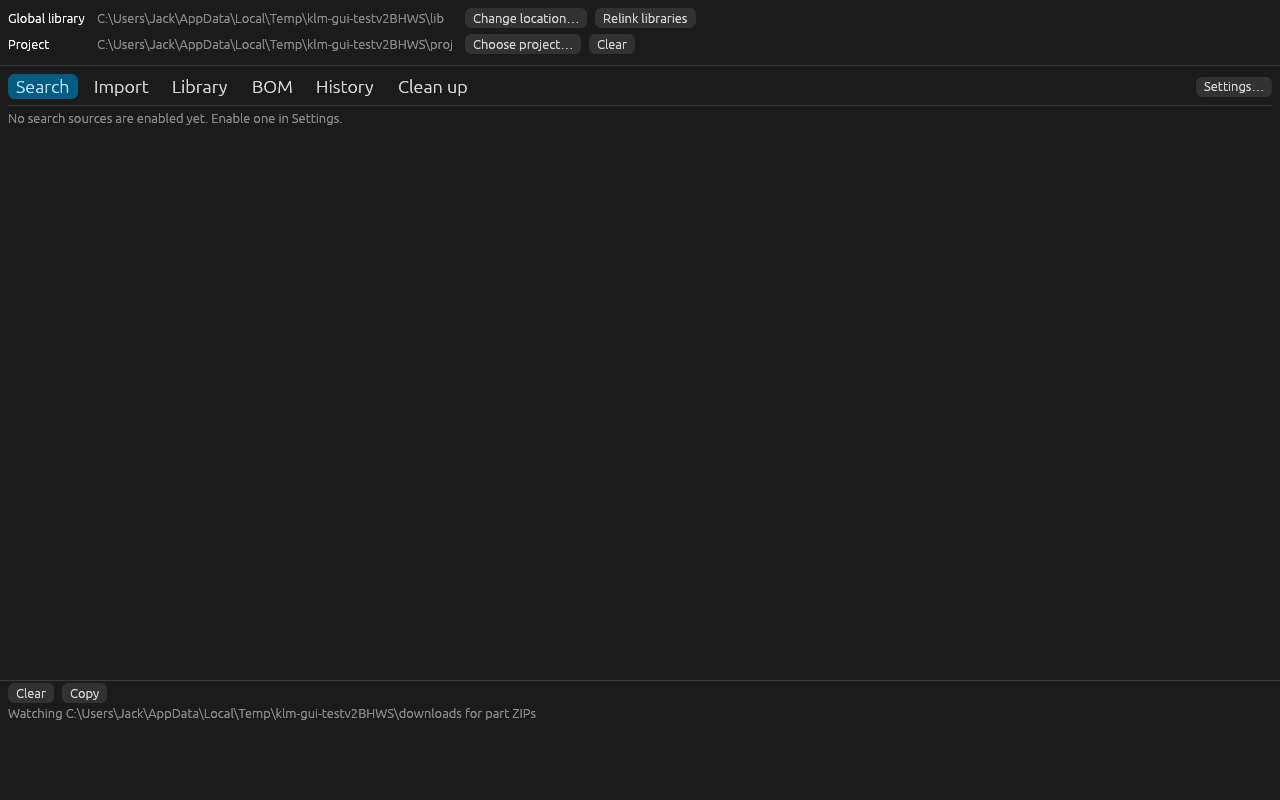 Global library C:\Users\Jack\AppData\Local\Temp\klm-gui-testv2BHWS\lib Change location... Relink libraries
Project C:\Users\Jack\AppData\Local\Temp\klm-gui-testv2BHWS\proj Choose project... Clear
Search Import Library BOM History Clean up Settings...
No search sources are enabled yet. Enable one in Settings.
Clear Copy
Watching C:\Users\Jack\AppData\Local\Temp\klm-gui-testv2BHWS\downloads for part ZIPs